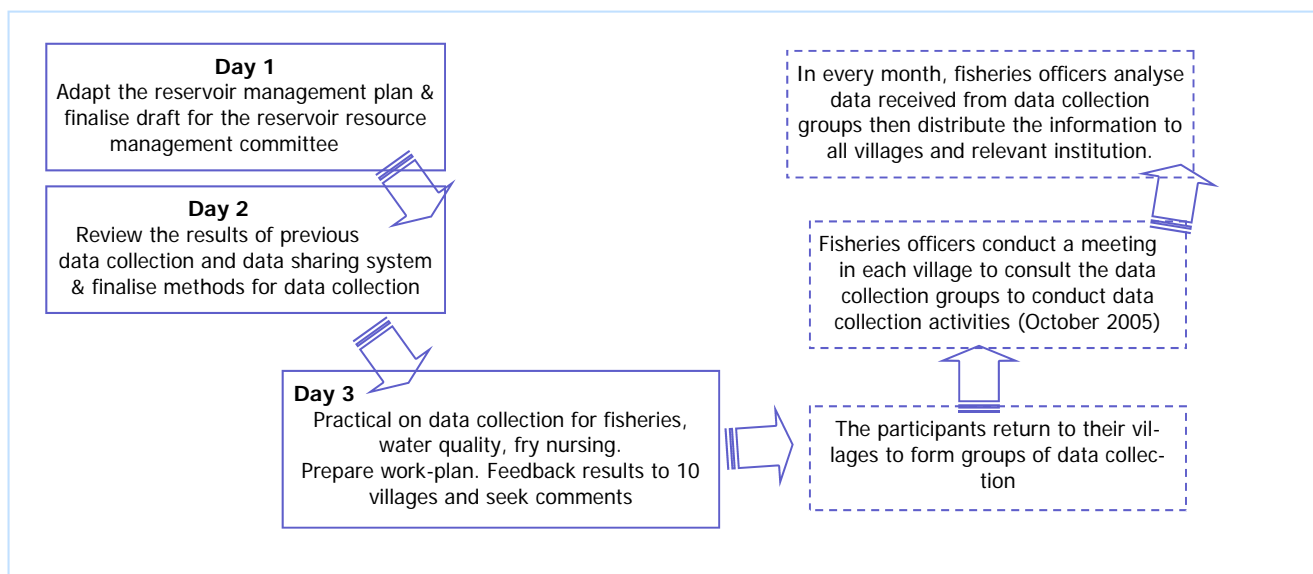 Day 1
Adapt the reservoir management plan &
finalise draft for the reservoir resource
management committee
Day 2
Review the results of previous
data collection and data sharing system
& finalise methods for data collection
Day 3
Practical on data collection for fisheries,
water quality, fry nursing.
Prepare work-plan. Feedback results to 10
villages and seek comments
The participants return to their vil-
lages to form groups of data collec-
tion
Fisheries officers conduct a meeting
in each village to consult the data
collection groups to conduct data
collection activities (October 2005)
In every month, fisheries officers analyse
data received from data collection
groups then distribute the information to
all villages and relevant institution.